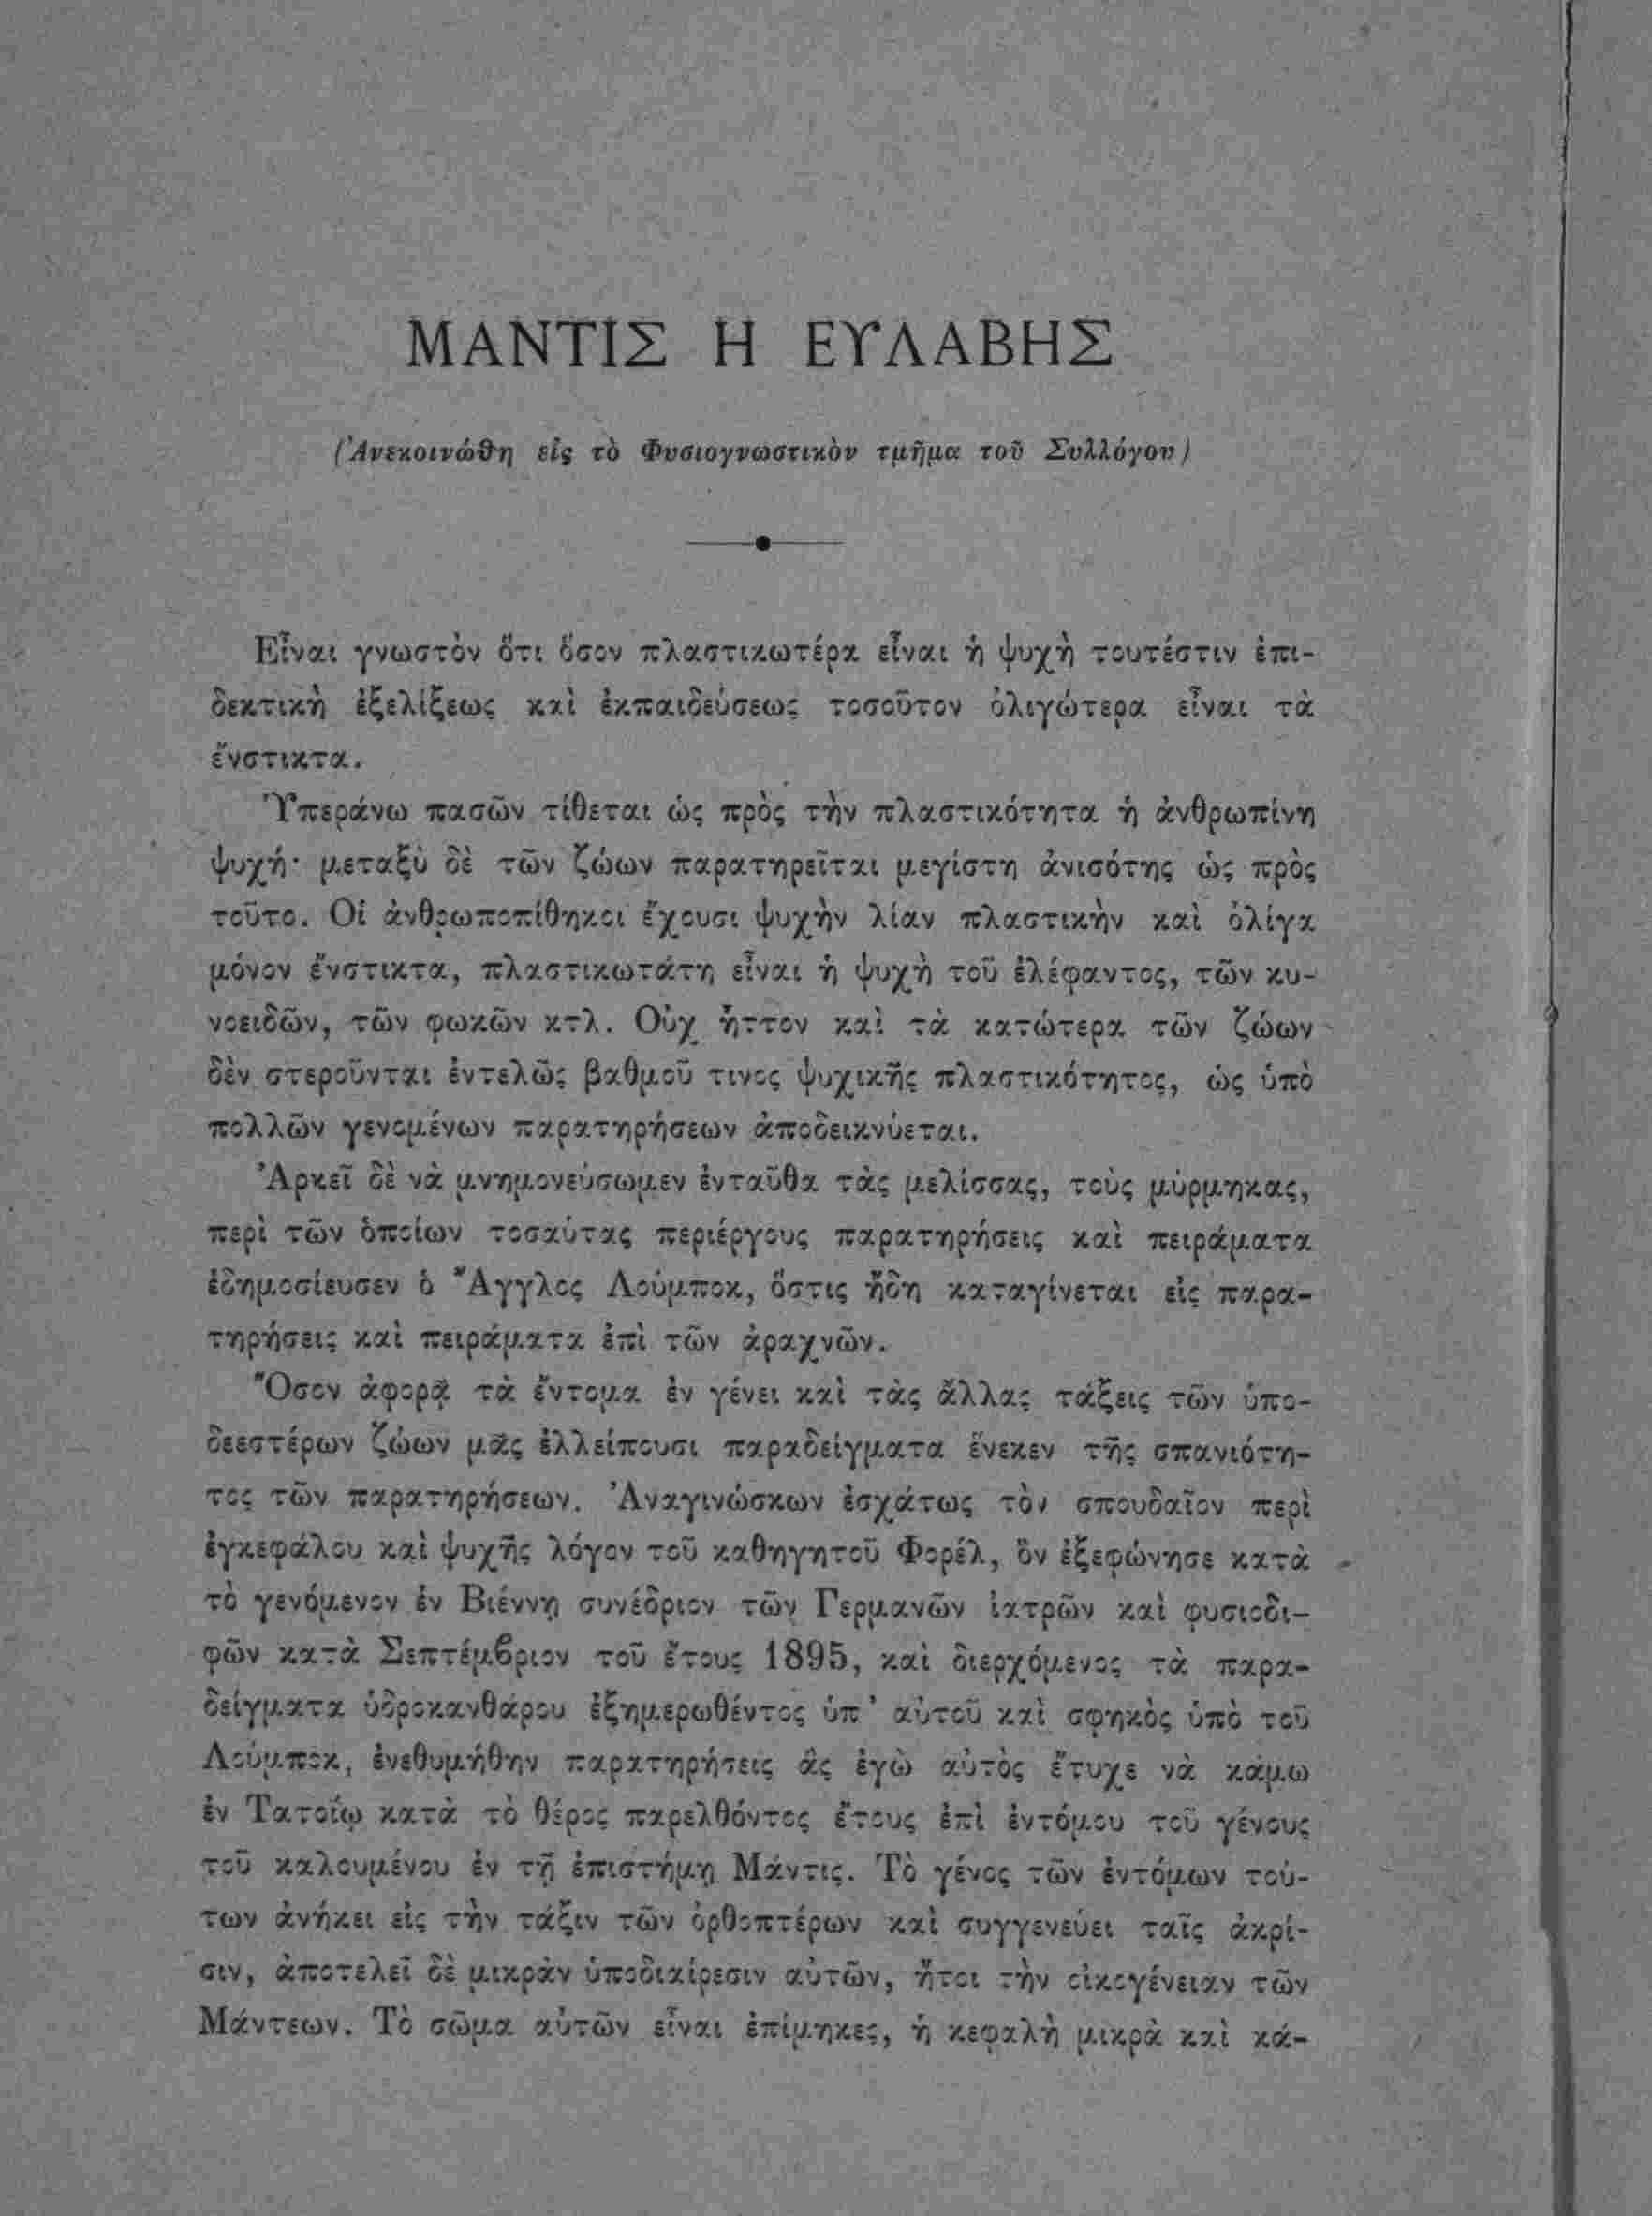 ΜΑΝΤΙΣ Η ΕΥΛΑΒΗΣ
(Ἀνεκοινώθη εἰς τὸ Φυσιογνωστικὸν τμῆμα τοῦ Συλλόγου)
Εἶναι γνωστὸν ὅτι ὅσον πλαστικωτέρα εἶναι ἡ ψυχὴ τουτέστιν ἐπι-
δεκτικὴ ἐξελίξεως καὶ ἐκπαιδεύσεως τοσοῦτον ὀλιγώτερα εἶναι τὰ
ἔνστικτα.
Ὑπεράνω πασῶν τίθεται ὡς πρὸς τὴν πλαστικότητα ἡ ἀνθρωπίνη
ψυχή· μεταξὺ δὲ τῶν ζώων παρατηρεῖται μεγίστη ἀνισότης ὡς πρὸς
τοῦτο. Οἱ ἀνθρωποπίθηκοι ἔχουσι ψυχὴν λίαν πλαστικὴν καὶ ὀλίγα
μόνον ἔνστικτα, πλαστικωτάτη εἶναι ἡ ψυχὴ τοῦ ἐλέφαντος, τῶν κυ-
νοειδῶν, τῶν φωκῶν κτλ. Οὐχ ἧττον καὶ τὰ κατώτερα τῶν ζώων
δὲν στεροῦνται ἐντελῶς βαθμοῦ τινος ψυχικῆς πλαστικότητος, ὡς ὑπὸ
πολλῶν γενομένων παρατηρήσεων ἀποδεικνύεται.
Ἀρκεῖ δὲ νὰ μνημονεύσωμεν ἐνταῦθα τὰς μελίσσας, τοὺς μύρμηκας,
περὶ τῶν ὁποίων τοσαύτας περιέργους παρατηρήσεις καὶ πειράματα
ἐδημοσίευσεν ὁ Ἄγγλος Λούμποκ, ὅστις ἤδη καταγίνεται εἰς παρα-
τηρήσεις καὶ πειράματα ἐπὶ τῶν ἀραχνῶν.
Ὅσον ἀφορᾷ τὰ ἔντομα ἐν γένει καὶ τὰς ἄλλας τάξεις τῶν ὑπο-
δεεστέρων ζώων μᾶς ἐλλείπουσι παραδείγματα ἕνεκεν τῆς σπανιότη-
τος τῶν παρατηρήσεων. Ἀναγινώσκων ἐσχάτως τὸν σπουδαῖον περὶ
ἐγκεφάλου καὶ ψυχῆς λόγον τοῦ καθηγητοῦ Φορέλ, ὃν ἐξεφώνησε κατὰ
τὸ γενόμενον ἐν Βιέννῃ συνέδριον τῶν Γερμανῶν ἰατρῶν καὶ φυσιοδι-
φῶν κατὰ Σεπτέμβριον τοῦ ἔτους 1895, καὶ διερχόμενος τὰ παρα-
δείγματα ὑδροκανθάρου ἐξημερωθέντος ὑπ' αὐτοῦ καὶ σφηκὸς ὑπὸ τοῦ
Λούμποκ, ἐνεθυμήθην παρατηρήσεις ἃς ἐγὼ αὐτὸς ἔτυχε νὰ κάμω
ἐν Τατοΐῳ κατὰ τὸ θέρος παρελθόντος ἔτους ἐπὶ ἐντόμου τοῦ γένους
τοῦ καλουμένου ἐν τῇ ἐπιστήμῃ Μάντις. Τὸ γένος τῶν ἐντόμων τού-
των ἀνήκει εἰς τὴν τάξιν τῶν ὀρθοπτέρων καὶ συγγενεύει ταῖς ἀκρί-
σιν, ἀποτελεῖ δὲ μικρὰν ὑποδιαίρεσιν αὐτῶν, ἤτοι τὴν οἰκογένειαν τῶν
Μάντεων. Τὸ σῶμα αὐτῶν εἶναι ἐπίμηκες, ἡ κεφαλὴ μικρὰ καὶ κά-